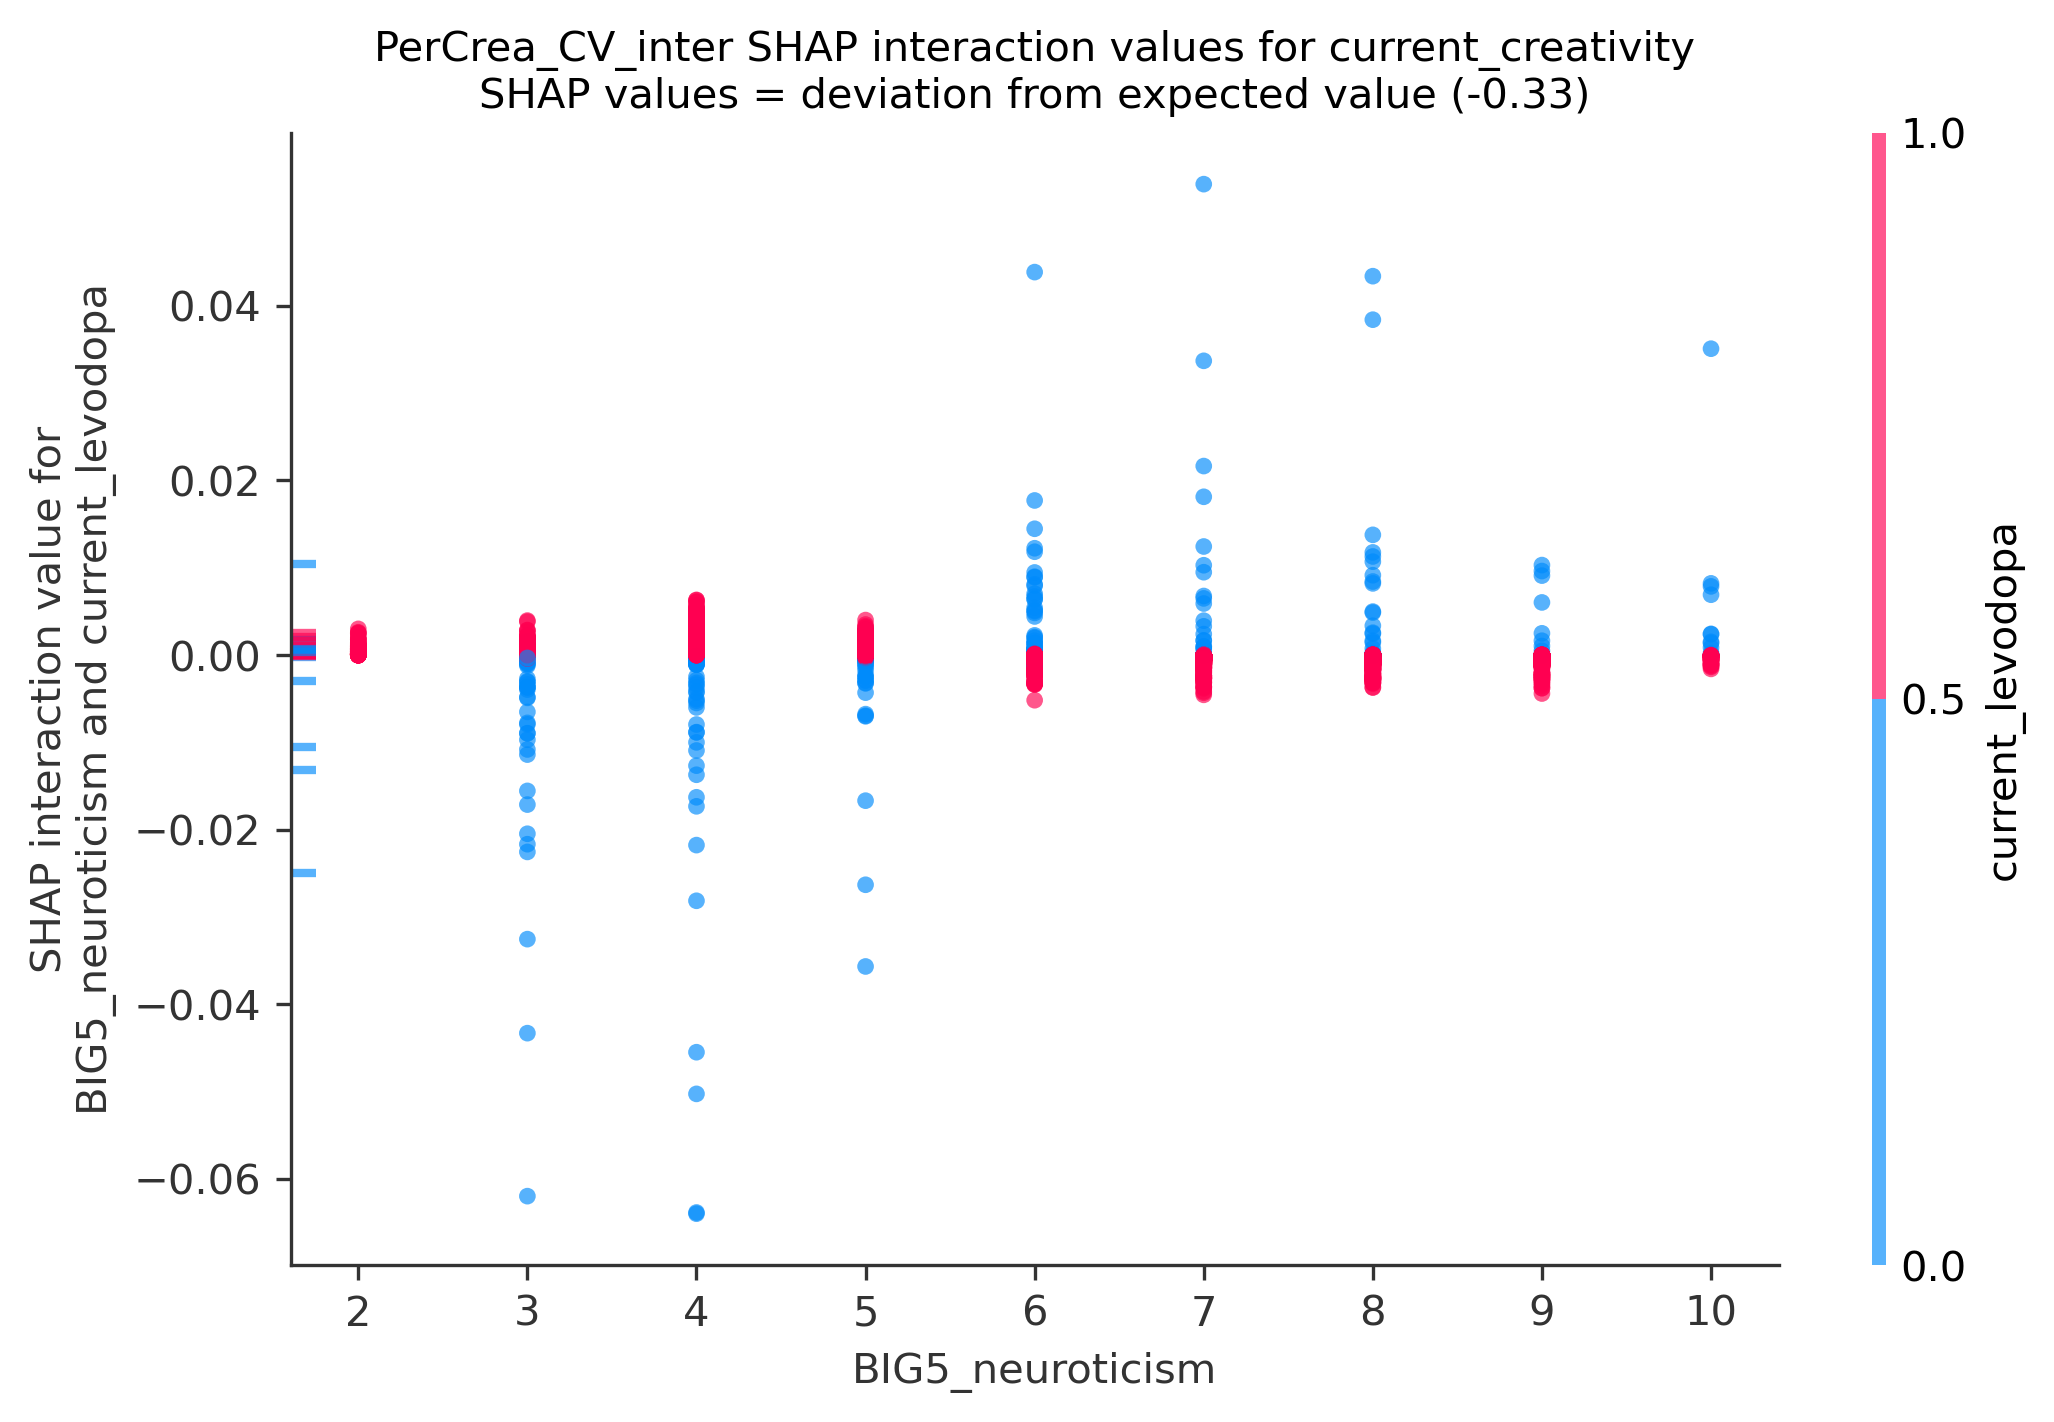 PerCrea_CV_inter SHAP interaction values for current_creativity
SHAP values = deviation from expected value (-0.33)
SHAP interaction value for
BIG5_neuroticism and current_levodopa
0.04
0.02
0.00
−0.02
−0.04
−0.06
2 3 4 5 6 7 8 9 10
BIG5_neuroticism
1.0
0.5
0.0
current_levodopa